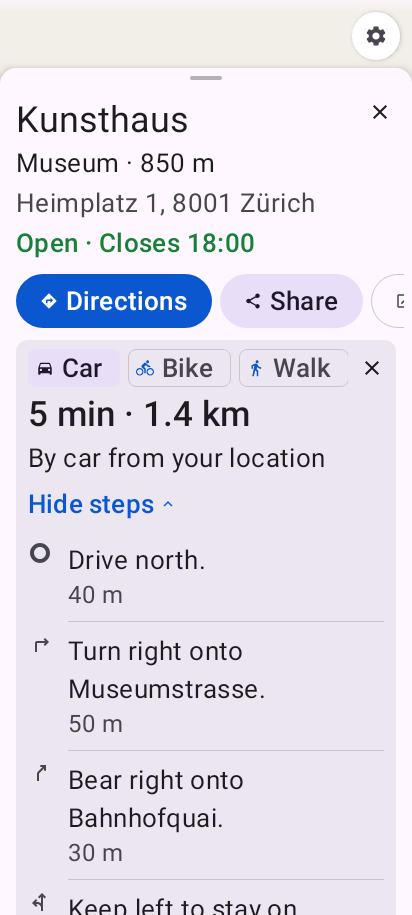 Kunsthaus
Museum · 850 m
Heimplatz 1, 8001 Zürich
Open · Closes 18:00
Directions
Share
Car
Bike
Walk
5 min · 1.4 km
By car from your location
Hide steps
Drive north.
40 m
Turn right onto
Museumstrasse.
50 m
Bear right onto
Bahnhofquai.
30 m
Keep left to stay on